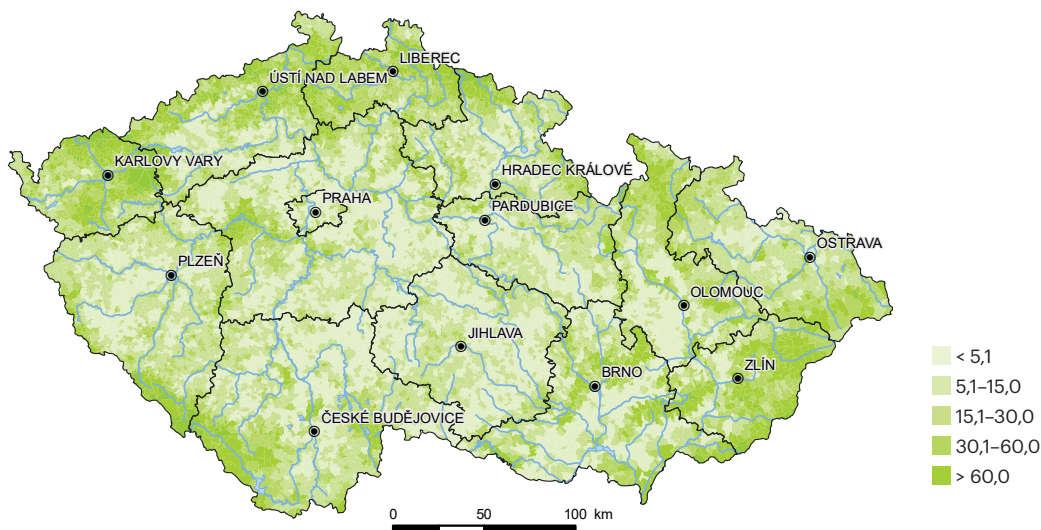 LIBEREC
ÚSTÍ NAD LABEM
KARLOVY VARY
HRADEC KRÁLOVÉ
PRAHA
PARDUBICE
OSTRAVA
PLZEŇ
OLOMOUC
JIHLAVA
ZLÍN
BRNO
ČESKÉ BUDĚJOVICE
< 5,1
5,1–15,0
15,1–30,0
30,1–60,0
> 60,0
0 50 100 km